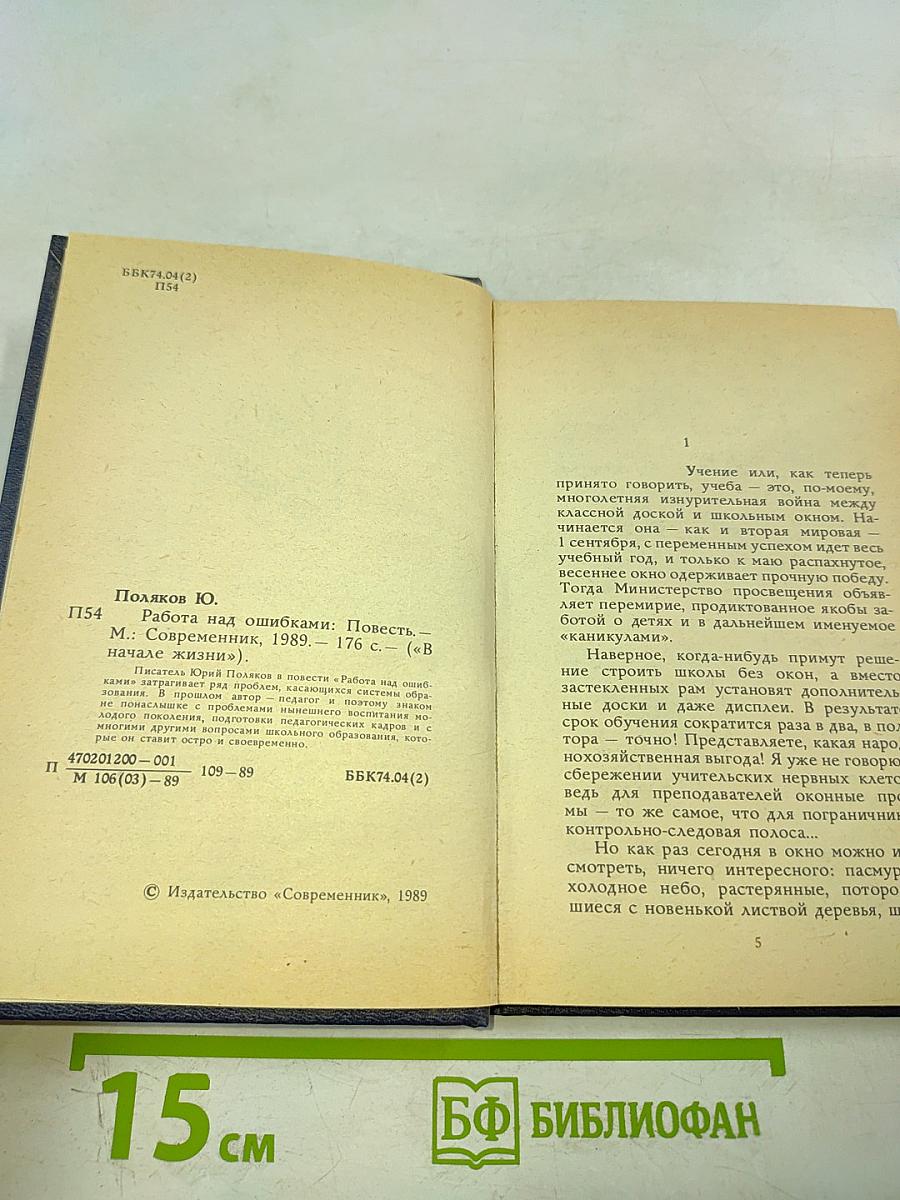 ББК74.04(2)
П54
Поляков Ю.
П54 Работа над ошибками: Повесть.—
М.: Современник, 1989.— 176 с.— («В
начале жизни»).
Писатель Юрий Поляков в повести «Работа над ошиб-
ками» затрагивает ряд проблем, касающихся системы обра-
зования. В прошлом автор — педагог и поэтому знаком
не понаслышке с проблемами нынешнего воспитания мо-
лодого поколения, подготовки педагогических кадров и с
многими другими вопросами школьного образования, кото-
рые он ставит остро и своевременно.
П 470201200—001
М 106(03)—89
109—89
ББК74.04(2)
© Издательство «Современник», 1989
1
Учение или, как теперь
принято говорить, учеба — это, по-моему,
многолетняя изнурительная война между
классной доской и школьным окном. На-
чинается она — как и вторая мировая —
1 сентября, с переменным успехом идет весь
учебный год, и только к маю распахнутое,
весеннее окно одерживает прочную победу.
Тогда Министерство просвещения объяв-
ляет перемирие, продиктованное якобы за-
ботой о детях и в дальнейшем именуемое
«каникулами».
Наверное, когда-нибудь примут реше-
ние строить школы без окон, а вместо
застекленных рам установят дополнитель
ные доски и даже дисплеи. В результат
срок обучения сократится раза в два, в пол
тора — точно! Представляете, какая народ
нохозяйственная выгода! Я уже не говорю
сбережении учительских нервных клето
ведь для преподавателей оконные про
мы — то же самое, что для пограничник
контрольно-следовая полоса...
Но как раз сегодня в окно можно и
смотреть, ничего интересного: пасмур
холодное небо, растерянные, поторо
шиеся с новенькой листвой деревья, ш
5
15 см
БФ БИБЛИОФАН